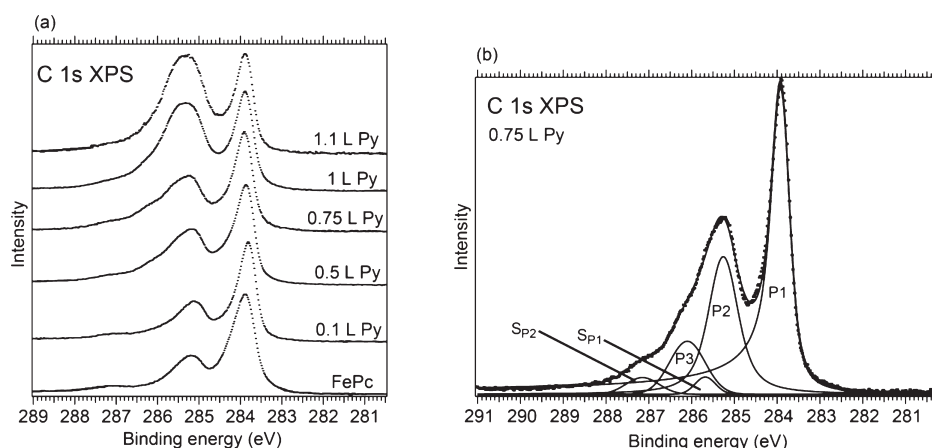 (a)
C 1s XPS
1.1 L Py
1 L Py
0.75 L Py
0.5 L Py
0.1 L Py
FePc
Intensity
289 288 287 286 285 284 283 282 281
Binding energy (eV)
(b)
C 1s XPS
0.75 L Py
P1
P2
SP2
SP1
P3
Intensity
291 290 289 288 287 286 285 284 283 282 281
Binding energy (eV)